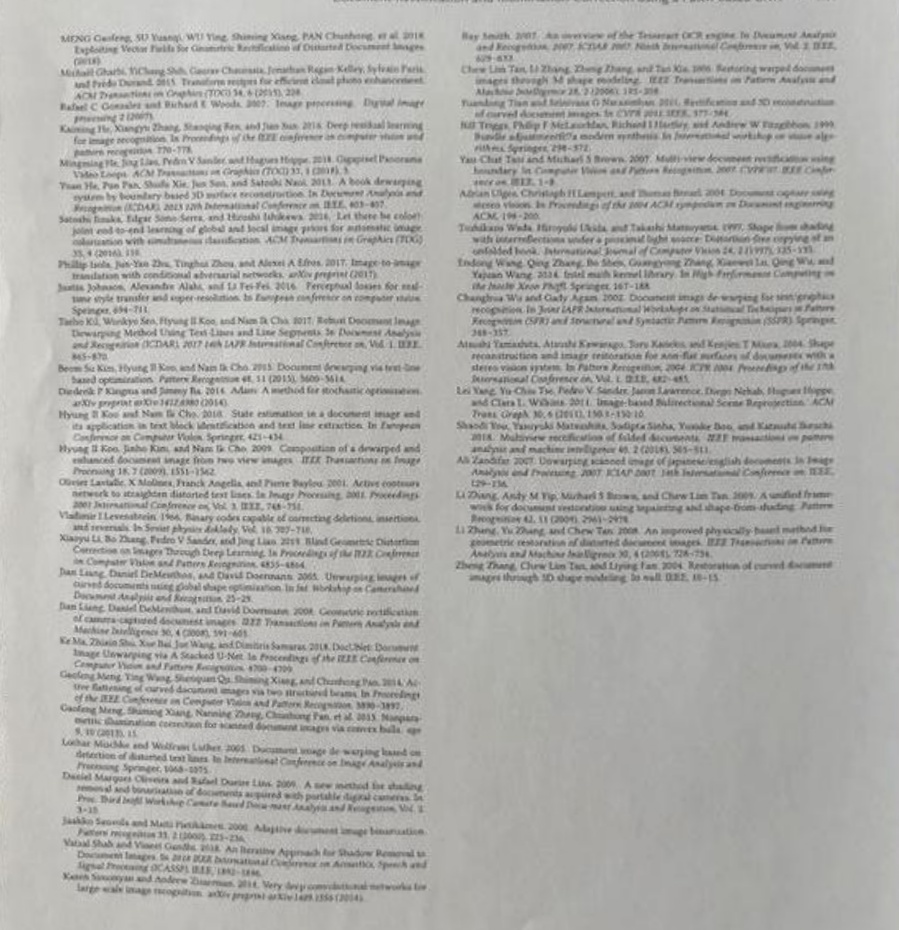 Document Rectification and Illumination Correction using a Patch-based CNN
MENG Gaofeng, SU Yuanqi, WU Ying, Shiming Xiang, PAN Chunhong, et al. 2018.
Exploiting Vector Fields for Geometric Rectification of Distorted Document Images.
(2018).
Michaël Gharbi, YiChang Shih, Gaurav Chaurasia, Jonathan Ragan-Kelley, Sylvain Paris,
and Frédo Durand. 2015. Transform recipes for efficient cloud photo enhancement.
ACM Transactions on Graphics (TOG) 34, 6 (2015), 228.
Rafael C Gonzalez and Richard E Woods. 2007. Image processing. Digital image
processing 2 (2007).
Kaiming He, Xiangyu Zhang, Shaoqing Ren, and Jian Sun. 2016. Deep residual learning
for image recognition. In Proceedings of the IEEE conference on computer vision and
pattern recognition. 770-778.
Mingming He, Jing Liao, Pedro V Sander, and Hugues Hoppe. 2018. Gigapixel Panorama
Video Loops. ACM Transactions on Graphics (TOG) 37, 1 (2018), 3.
Yuan He, Pan Pan, Shufu Xie, Jun Sun, and Satoshi Naoi. 2013. A book dewarping
system by boundary-based 3D surface reconstruction. In Document Analysis and
Recognition (ICDAR), 2013 12th International Conference on. IEEE, 403-407.
Satoshi Iizuka, Edgar Simo-Serra, and Hiroshi Ishikawa. 2016. Let there be color!:
joint end-to-end learning of global and local image priors for automatic image
colorization with simultaneous classification. ACM Transactions on Graphics (TOG)
35, 4 (2016), 110.
Phillip Isola, Jun-Yan Zhu, Tinghui Zhou, and Alexei A Efros. 2017. Image-to-image
translation with conditional adversarial networks. arXiv preprint (2017).
Justin Johnson, Alexandre Alahi, and Li Fei-Fei. 2016. Perceptual losses for real-
time style transfer and super-resolution. In European conference on computer vision.
Springer, 694-711.
Taeho Kil, Wonkyo Seo, Hyung Il Koo, and Nam Ik Cho. 2017. Robust Document Image
Dewarping Method Using Text-Lines and Line Segments. In Document Analysis
and Recognition (ICDAR), 2017 14th IAPR International Conference on, Vol. 1. IEEE,
865-870.
Beom Su Kim, Hyung Il Koo, and Nam Ik Cho. 2015. Document dewarping via text-line
based optimization. Pattern Recognition 48, 11 (2015), 3600-3614.
Diederik P Kingma and Jimmy Ba. 2014. Adam: A method for stochastic optimization.
arXiv preprint arXiv:1412.6980 (2014).
Hyung Il Koo and Nam Ik Cho. 2010. State estimation in a document image and
its application in text block identification and text line extraction. In European
Conference on Computer Vision. Springer, 421-434.
Hyung Il Koo, Jinho Kim, and Nam Ik Cho. 2009. Composition of a dewarped and
enhanced document image from two view images. IEEE Transactions on Image
Processing 18, 7 (2009), 1551-1562.
Olivier Lavialle, X Molines, Franck Angella, and Pierre Baylou. 2001. Active contours
network to straighten distorted text lines. In Image Processing, 2001. Proceedings.
2001 International Conference on, Vol. 3. IEEE, 748-751.
Vladimir I Levenshtein. 1966. Binary codes capable of correcting deletions, insertions,
and reversals. In Soviet physics doklady, Vol. 10. 707-710.
Xiaoyu Li, Bo Zhang, Pedro V Sander, and Jing Liao. 2019. Blind Geometric Distortion
Correction on Images Through Deep Learning. In Proceedings of the IEEE Conference
on Computer Vision and Pattern Recognition. 4855-4864.
Jian Liang, Daniel DeMenthon, and David Doermann. 2005. Unwarping images of
curved documents using global shape optimization. In Int. Workshop on Camerabased
Document Analysis and Recognition. 25-29.
Jian Liang, Daniel DeMenthon, and David Doermann. 2008. Geometric rectification
of camera-captured document images. IEEE Transactions on Pattern Analysis and
Machine Intelligence 30, 4 (2008), 591-605.
Ke Ma, Zhixin Shu, Xue Bai, Jue Wang, and Dimitris Samaras. 2018. DocUNet: Document
Image Unwarping via A Stacked U-Net. In Proceedings of the IEEE Conference on
Computer Vision and Pattern Recognition. 4700-4709.
Gaofeng Meng, Ying Wang, Shenquan Qu, Shiming Xiang, and Chunhong Pan. 2014. Ac-
tive flattening of curved document images via two structured beams. In Proceedings
of the IEEE Conference on Computer Vision and Pattern Recognition. 3890-3897.
Gaofeng Meng, Shiming Xiang, Nanning Zheng, Chunhong Pan, et al. 2013. Nonpara-
metric illumination correction for scanned document images via convex hulls.
9, 10 (2013), 11.
Lothar Mischke and Wolfram Luther. 2005. Document image de-warping based on
detection of distorted text lines. In International Conference on Image Analysis and
Processing. Springer, 1068-1075.
Daniel Marques Oliveira and Rafael Dueire Lins. 2009. A new method for shading
removal and binarization of documents acquired with portable digital cameras. In
Proc. Third Workshop Camera-Based Docu-ment Analysis and Recognition, Vol. 2.
3-10.
Jaakko Sauvola and Matti Pietikäinen. 2000. Adaptive document image binarization.
Pattern recognition 33, 2 (2000), 225-236.
Vatsal Shah and Vineet Gandhi. 2018. An Iterative Approach for Shadow Removal in
Document Images. In 2018 IEEE International Conference on Acoustics, Speech and
Signal Processing (ICASSP). IEEE, 1892-1896.
Karen Simonyan and Andrew Zisserman. 2014. Very deep convolutional networks for
large-scale image recognition. arXiv preprint arXiv:1409.1556 (2014).
Ray Smith. 2007. An overview of the Tesseract OCR engine. In Document Analysis
and Recognition, 2007. ICDAR 2007. Ninth International Conference on, Vol. 2. IEEE,
629-633.
Chew Lim Tan, Li Zhang, Zheng Zhang, and Tao Xia. 2006. Restoring warped document
images through 3d shape modeling. IEEE Transactions on Pattern Analysis and
Machine Intelligence 28, 2 (2006), 195-208.
Yuandong Tian and Srinivasa G Narasimhan. 2011. Rectification and 3D reconstruction
of curved document images. In CVPR 2011. IEEE, 377-384.
Bill Triggs, Philip F McLauchlan, Richard I Hartley, and Andrew W Fitzgibbon. 1999.
Bundle a modern synthesis. In International workshop on vision algo-
rithms. Springer, 298-372.
Yau-Chat Tsoi and Michael S Brown. 2007. Multi-view document rectification using
boundary. In Computer Vision and Pattern Recognition, 2007. CVPR'07. IEEE Confer-
ence on. IEEE, 1-8.
Adrian Ulges, Christoph H Lampert, and Thomas Breuel. 2004. Document capture using
stereo vision. In Proceedings of the 2004 ACM symposium on Document engineering.
ACM, 198-200.
Toshikazu Wada, Hiroyuki Ukida, and Takashi Matsuyama. 1997. Shape from shading
with interreflections under a proximal light source: Distortion-free copying of an
unfolded book. International Journal of Computer Vision 24, 2 (1997), 125-135.
Endong Wang, Qing Zhang, Bo Shen, Guangyong Zhang, Xiaowei Lu, Qing Wu, and
Yajuan Wang. 2014. Intel math kernel library. In High-Performance Computing on
the Intel® Xeon Phi. Springer, 167-188.
Changhua Wu and Gady Agam. 2002. Document image de-warping for text/graphics
recognition. In Joint IAPR International Workshops on Statistical Techniques in Pattern
Recognition (SPR) and Structural and Syntactic Pattern Recognition (SSPR). Springer,
348-357.
Atsushi Yamashita, Atsushi Kawarago, Toru Kaneko, and Kenjiro T Miura. 2004. Shape
reconstruction and image restoration for non-flat surfaces of documents with a
stereo vision system. In Pattern Recognition, 2004. ICPR 2004. Proceedings of the 17th
International Conference on, Vol. 1. IEEE, 482-485.
Lei Yang, Yu-Chiu Tse, Pedro V. Sander, Jason Lawrence, Diego Nehab, Hugues Hoppe,
and Clara L. Wilkins. 2011. Image-based Bidirectional Scene Reprojection. ACM
Trans. Graph. 30, 6 (2011), 150:1-150:10.
Shaodi You, Yasuyuki Matsushita, Sudipta Sinha, Yusuke Bou, and Katsushi Ikeuchi.
2018. Multiview rectification of folded documents. IEEE transactions on pattern
analysis and machine intelligence 40, 2 (2018), 505-511.
Ali Zandifar. 2007. Unwarping scanned image of japanese/english documents. In Image
Analysis and Processing, 2007. ICIAP 2007. 14th International Conference on. IEEE,
129-136.
Li Zhang, Andy M Yip, Michael S Brown, and Chew Lim Tan. 2009. A unified frame-
work for document restoration using inpainting and shape-from-shading. Pattern
Recognition 42, 11 (2009), 2961-2978.
Li Zhang, Yu Zhang, and Chew Tan. 2008. An improved physically-based method for
geometric restoration of distorted document images. IEEE Transactions on Pattern
Analysis and Machine Intelligence 30, 4 (2008), 728-734.
Zheng Zhang, Chew Lim Tan, and Liying Fan. 2004. Restoration of curved document
images through 3D shape modeling. In null. IEEE, 10-15.